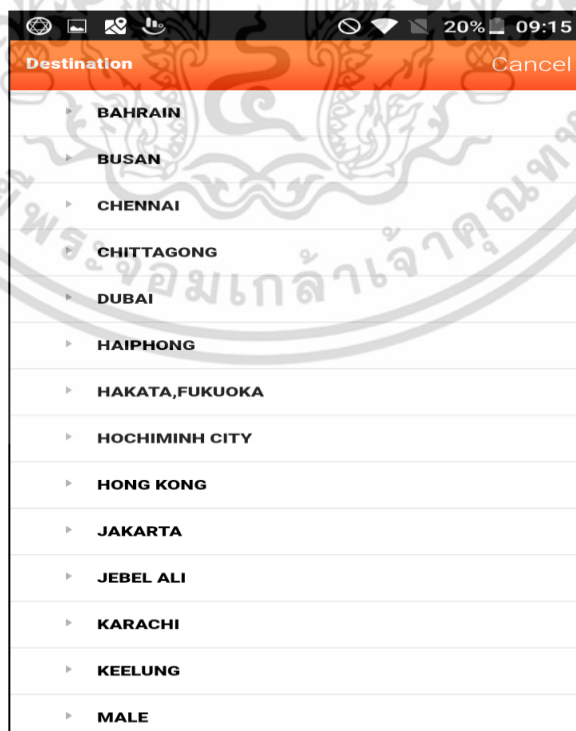 20% 09:15
Destination Cancel
BAHRAIN
BUSAN
CHENNAI
CHITTAGONG
DUBAI
HAIPHONG
HAKATA,FUKUOKA
HOCHIMINH CITY
HONG KONG
JAKARTA
JEBEL ALI
KARACHI
KEELUNG
MALE